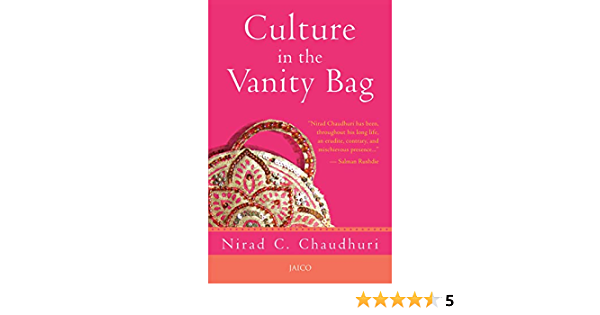 Culture
in the
Vanity Bag
"Nirad Chaudhuri has been,
throughout his long life,
an erudite, contrary, and
mischievous presence..."
— Salman Rushdie
Nirad C. Chaudhuri
JAICO
5